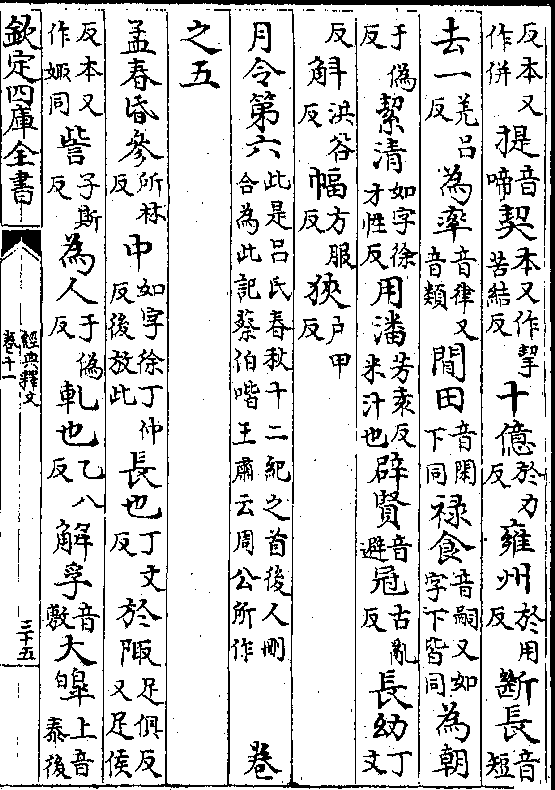 反本又作併提音啼契本又作挈苦結反十億於力反雍州於用反斷長音短
去一羌呂反為率音律又音類閒田音閑下同禄食音嗣又如字下皆同為朝
于偽反絜清如字徐才性反用潘芳袁反米汁也辟賢音避冠古亂反長幼丁丈
反斛洪谷反幅方服反狹户甲反
月令第六此是吕氏春秋十二紀之首後人刪合為此記蔡伯喈王肅云周公所作卷
之五
孟春昏參所林反中如字徐丁仲反後放此長也丁丈反於陬足俱反又足侯
反本又作娵同訾子斯反為人于偽反軋也乙八反解孚音敷大皥上音泰後
欽定四庫全書
經典釋文
卷十一
三十五